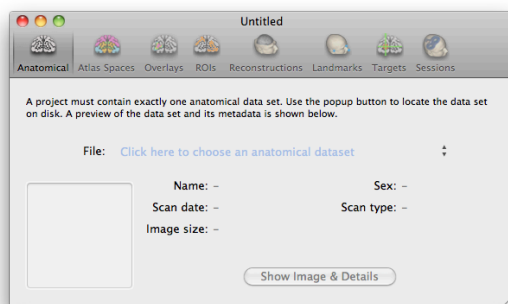 Untitled
Anatomical Atlas Spaces Overlays ROIs Reconstructions Landmarks Targets Sessions
A project must contain exactly one anatomical data set. Use the popup button to locate the data set
on disk. A preview of the data set and its metadata is shown below.
File: Click here to choose an anatomical dataset
Name: – Sex: –
Scan date: – Scan type: –
Image size: –
Show Image & Details